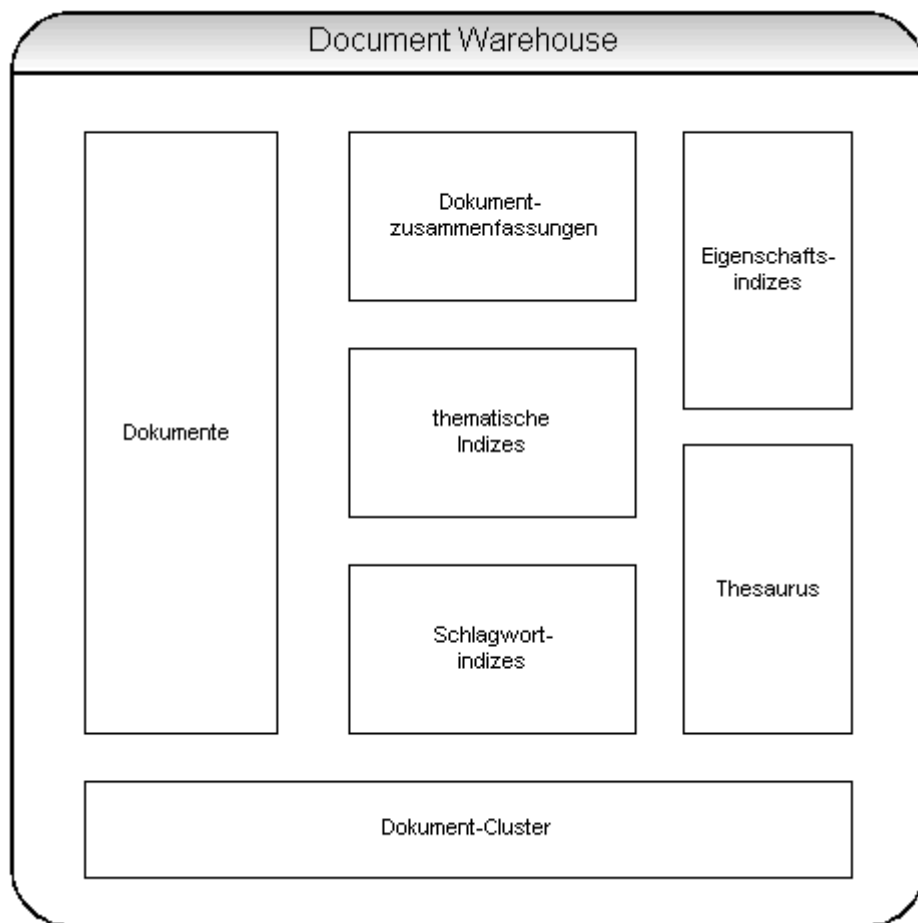 Document Warehouse
Dokumente
Dokument-
zusammenfassungen
thematische
Indizes
Schlagwort-
indizes
Eigenschafts-
indizes
Thesaurus
Dokument-Cluster